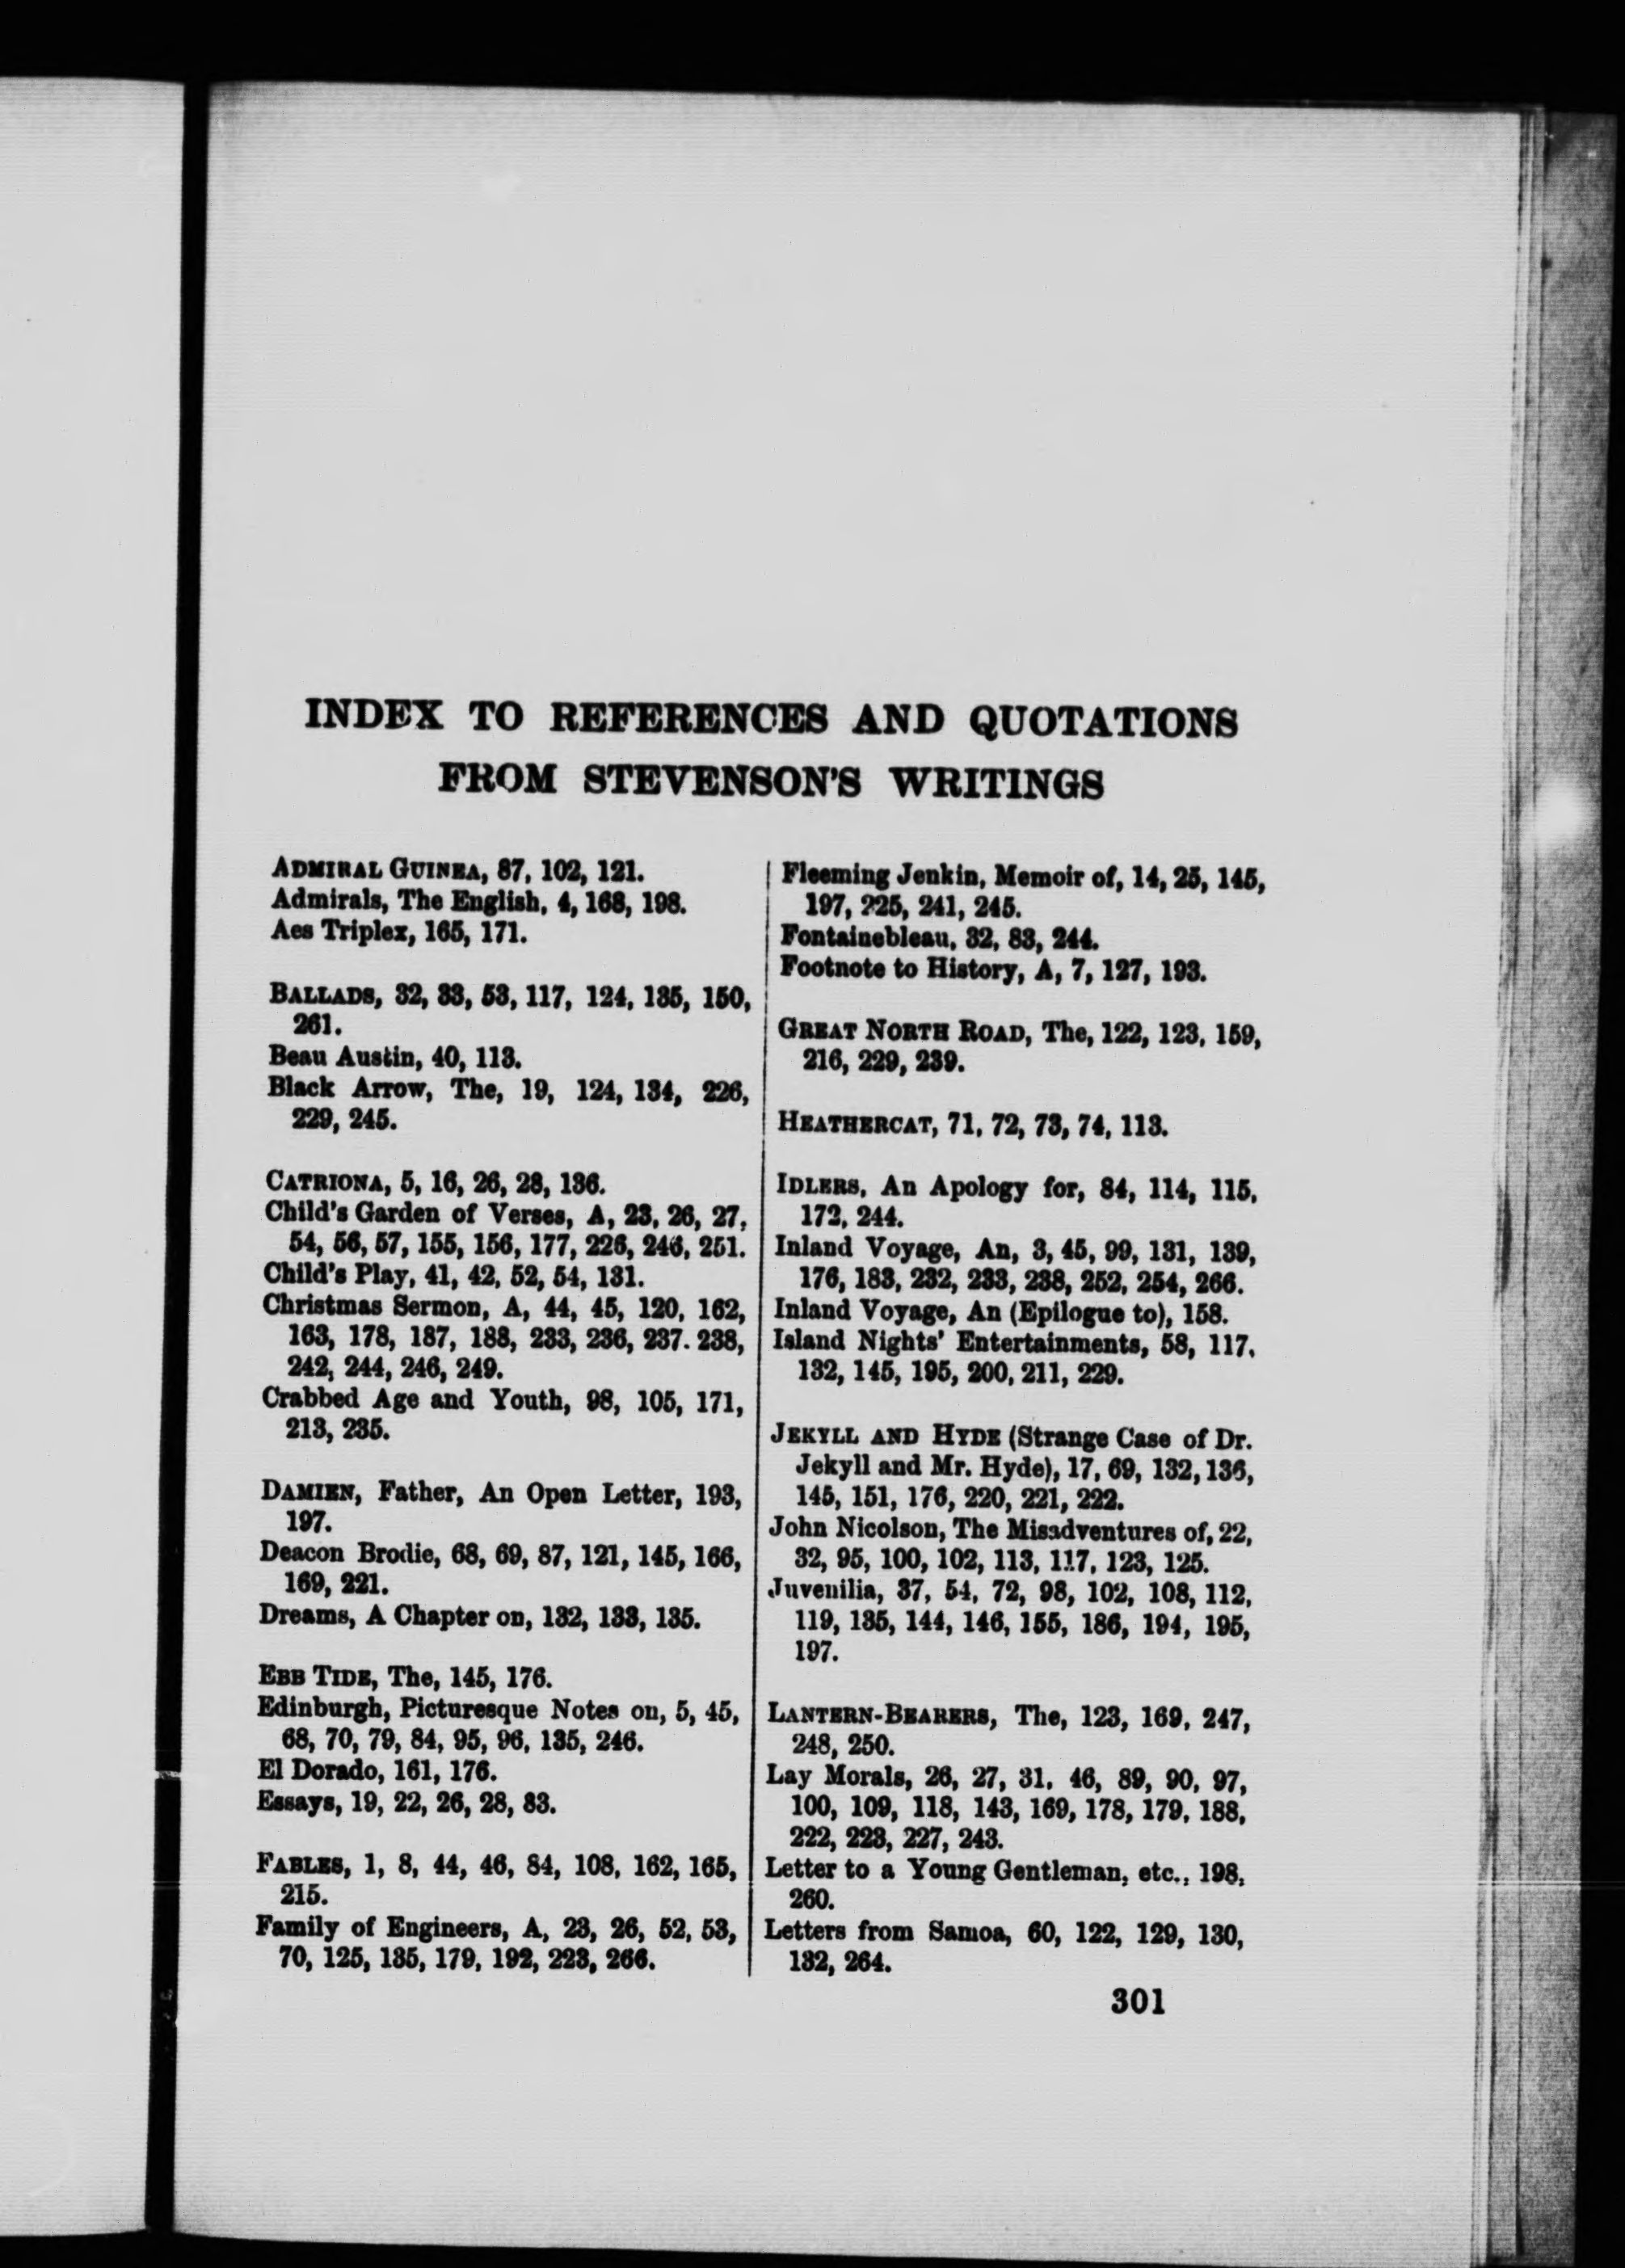 INDEX TO REFERENCES AND QUOTATIONS
FROM STEVENSON'S WRITINGS
ADMIRAL GUINEA, 87, 102, 121.
Admirals, The English, 4, 168, 198.
Aes Triplex, 165, 171.
BALLADS, 32, 33, 53, 117, 124, 135, 150,
261.
Beau Austin, 40, 113.
Black Arrow, The, 19, 124, 134, 226,
229, 245.
CATRIONA, 5, 16, 26, 28, 136.
Child's Garden of Verses, A, 23, 26, 27,
54, 56, 57, 155, 156, 177, 226, 246, 251.
Child's Play, 41, 42, 52, 54, 131.
Christmas Sermon, A, 44, 45, 120, 162,
163, 178, 187, 188, 233, 236, 237. 238,
242, 244, 246, 249.
Crabbed Age and Youth, 98, 105, 171,
213, 235.
DAMIEN, Father, An Open Letter, 193,
197.
Deacon Brodie, 68, 69, 87, 121, 145, 166,
169, 221.
Dreams, A Chapter on, 132, 133, 135.
EBB TIDE, The, 145, 176.
Edinburgh, Picturesque Notes on, 5, 45,
68, 70, 79, 84, 95, 96, 135, 246.
El Dorado, 161, 176.
Essays, 19, 22, 26, 28, 83.
FABLES, 1, 8, 44, 46, 84, 108, 162, 165,
215.
Family of Engineers, A, 23, 26, 52, 53,
70, 125, 135, 179, 192, 223, 266.
Fleeming Jenkin, Memoir of, 14, 25, 145,
197, 225, 241, 245.
Fontainebleau, 32, 83, 244.
Footnote to History, A, 7, 127, 193.
GREAT NORTH ROAD, The, 122, 123, 159,
216, 229, 239.
HEATHERCAT, 71, 72, 73, 74, 113.
IDLERS, An Apology for, 84, 114, 115,
172, 244.
Inland Voyage, An, 3, 45, 99, 131, 139,
176, 183, 232, 233, 238, 252, 254, 266.
Inland Voyage, An (Epilogue to), 158.
Island Nights' Entertainments, 58, 117,
132, 145, 195, 200, 211, 229.
JEKYLL AND HYDE (Strange Case of Dr.
Jekyll and Mr. Hyde), 17, 69, 132, 136,
145, 151, 176, 220, 221, 222.
John Nicolson, The Misadventures of, 22,
32, 95, 100, 102, 113, 117, 123, 125.
Juvenilia, 37, 54, 72, 98, 102, 108, 112,
119, 135, 144, 146, 155, 186, 194, 195,
197.
LANTERN-BEARERS, The, 123, 169, 247,
248, 250.
Lay Morals, 26, 27, 31, 46, 89, 90, 97,
100, 109, 118, 143, 169, 178, 179, 188,
222, 223, 227, 243.
Letter to a Young Gentleman, etc., 198,
260.
Letters from Samoa, 60, 122, 129, 130,
132, 264.
301